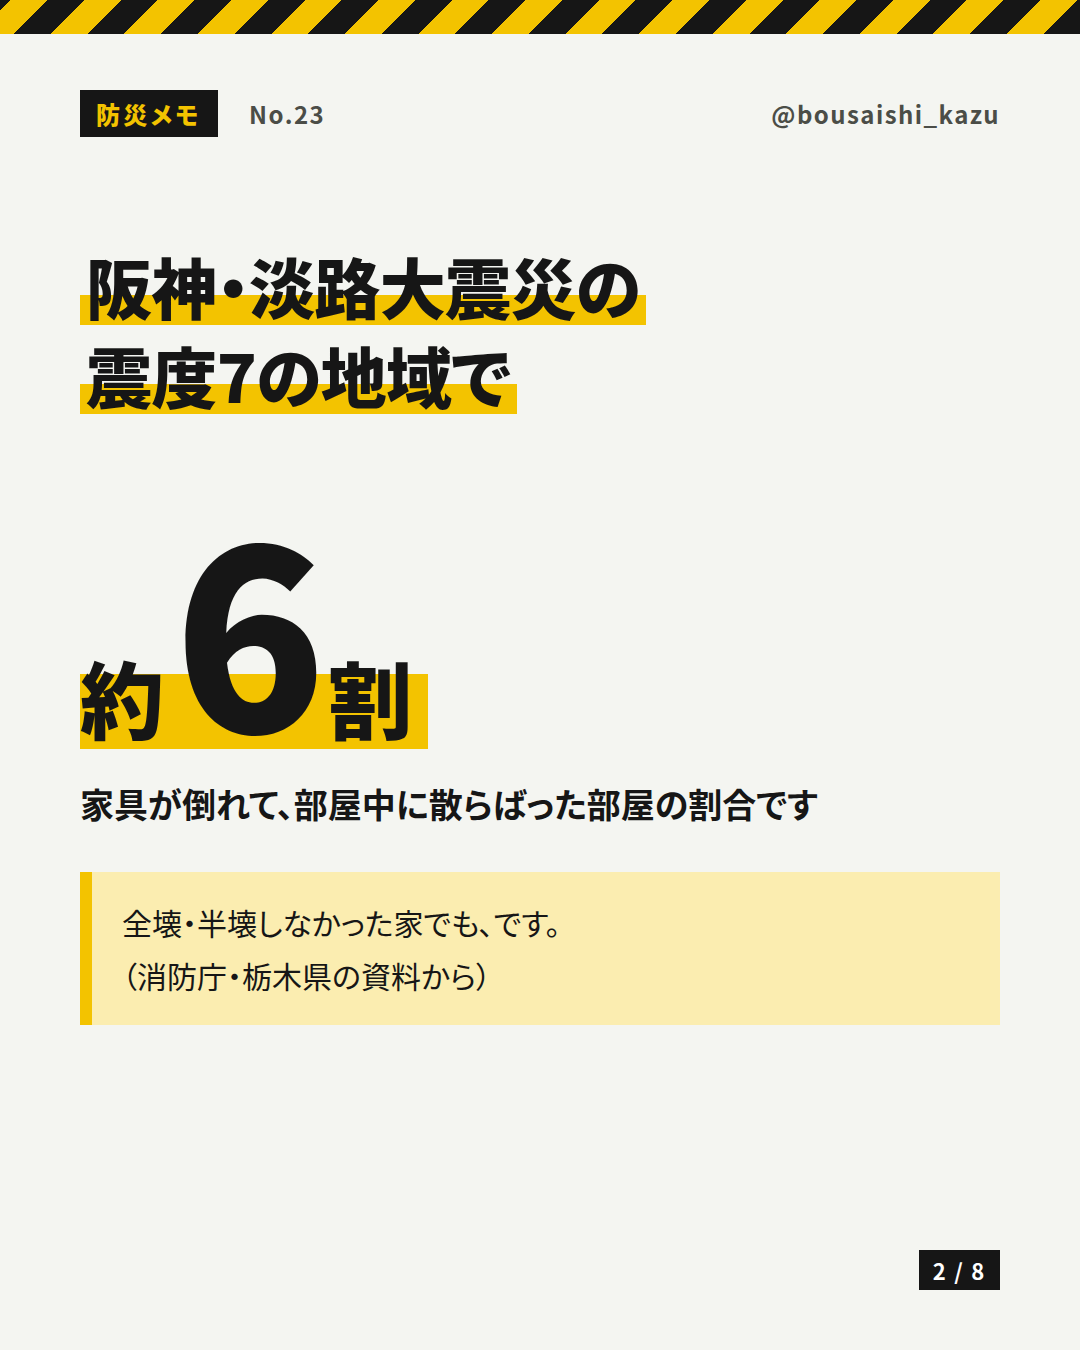 防災メモ No.23 @bousaishi_kazu
阪神・淡路大震災の
震度7の地域で
約6割
家具が倒れて、部屋中に散らばった部屋の割合です
全壊・半壊しなかった家でも、です。
（消防庁・栃木県の資料から）
2 / 8